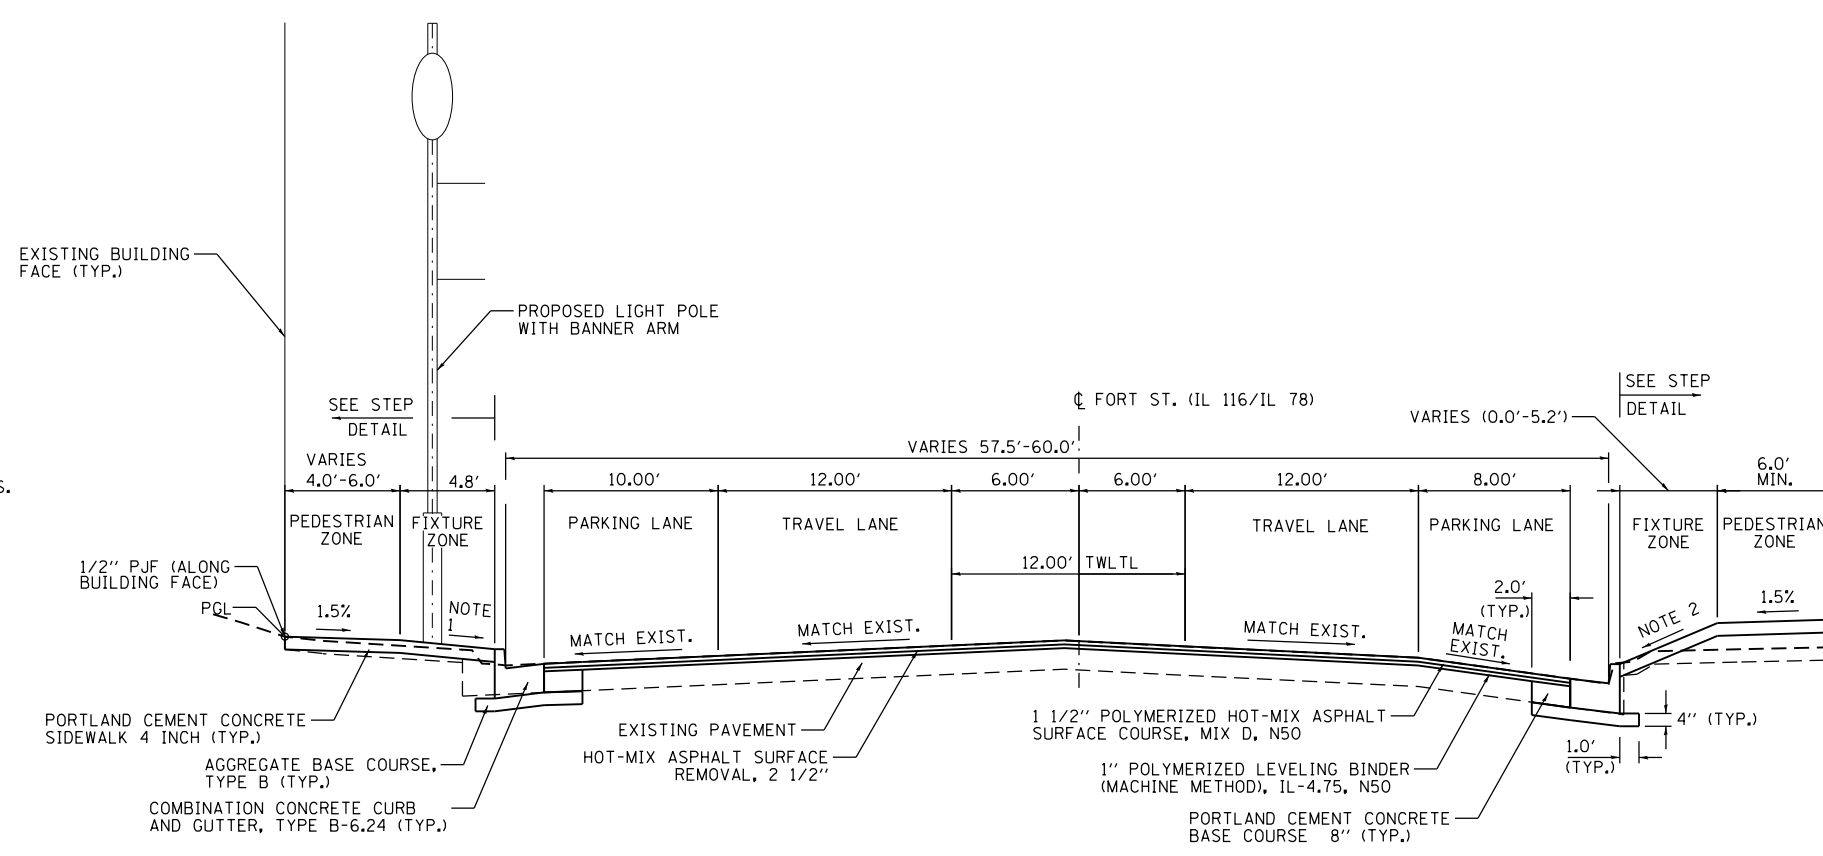 EXISTING BUILDING
FACE (TYP.)
PROPOSED LIGHT POLE
WITH BANNER ARM
SEE STEP
DETAIL
℄ FORT ST. (IL 116/IL 78)
SEE STEP
DETAIL
VARIES (0.0'-5.2')
VARIES 57.5'-60.0'
VARIES
4.0'-6.0'
4.8'
10.00'
12.00'
6.00'
6.00'
12.00'
8.00'
6.0'
MIN.
S.
PEDESTRIAN
ZONE
FIXTURE
ZONE
PARKING LANE
TRAVEL LANE
TRAVEL LANE
PARKING LANE
FIXTURE
ZONE
PEDESTRIAN
ZONE
12.00' TWLTL
1/2" PJF (ALONG
BUILDING FACE)
PGL
1.5%
NOTE
1
2.0'
(TYP.)
NOTE 2
1.5%
MATCH EXIST.
MATCH EXIST.
MATCH EXIST.
MATCH
EXIST.
PORTLAND CEMENT CONCRETE
SIDEWALK 4 INCH (TYP.)
AGGREGATE BASE COURSE,
TYPE B (TYP.)
COMBINATION CONCRETE CURB
AND GUTTER, TYPE B-6.24 (TYP.)
EXISTING PAVEMENT
HOT-MIX ASPHALT SURFACE
REMOVAL, 2 1/2"
1 1/2" POLYMERIZED HOT-MIX ASPHALT
SURFACE COURSE, MIX D, N50
1" POLYMERIZED LEVELING BINDER
(MACHINE METHOD), IL-4.75, N50
PORTLAND CEMENT CONCRETE
BASE COURSE 8" (TYP.)
4" (TYP.)
1.0'
(TYP.)